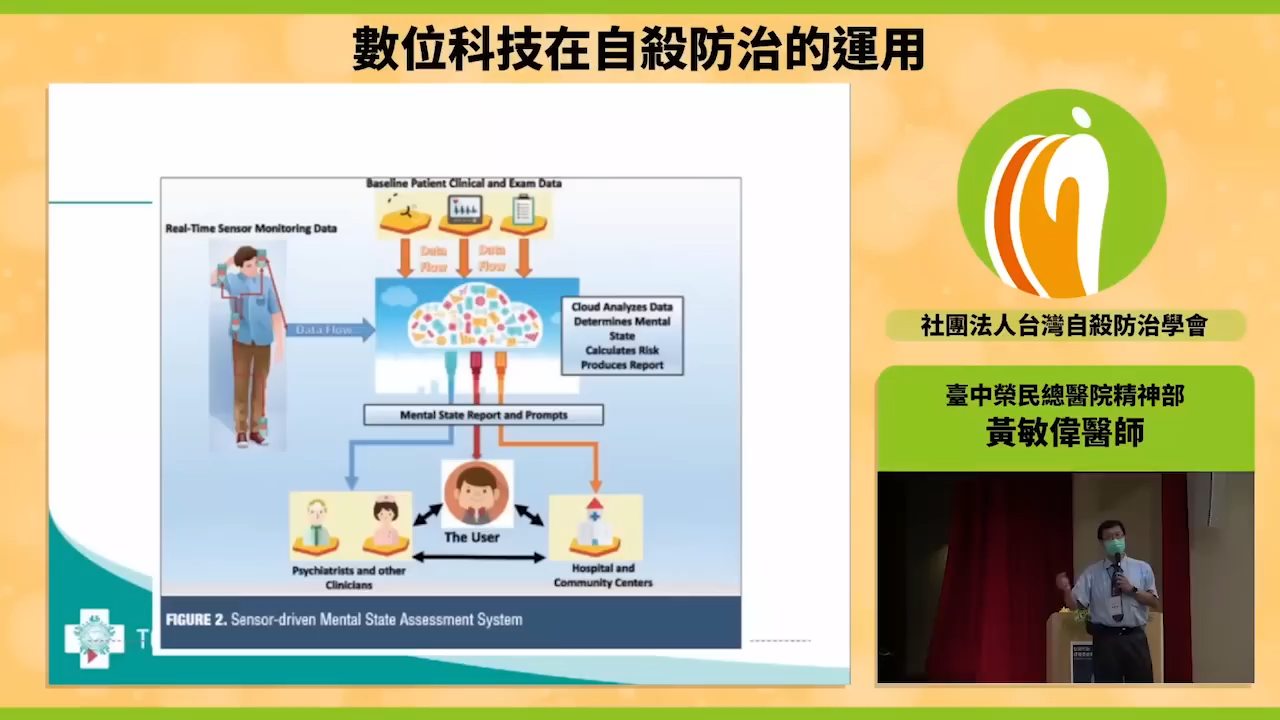 數位科技在自殺防治的運用
Baseline Patient Clinical and Exam Data
Real-Time Sensor Monitoring Data
Data
Flow
Data
Flow
Data Flow
Cloud Analyzes Data
Determines Mental
State
Calculates Risk
Produces Report
Mental State Report and Prompts
The User
Psychiatrists and other
Clinicians
Hospital and
Community Centers
FIGURE 2. Sensor-driven Mental State Assessment System
社團法人台灣自殺防治學會
臺中榮民總醫院精神部
黃敏偉醫師